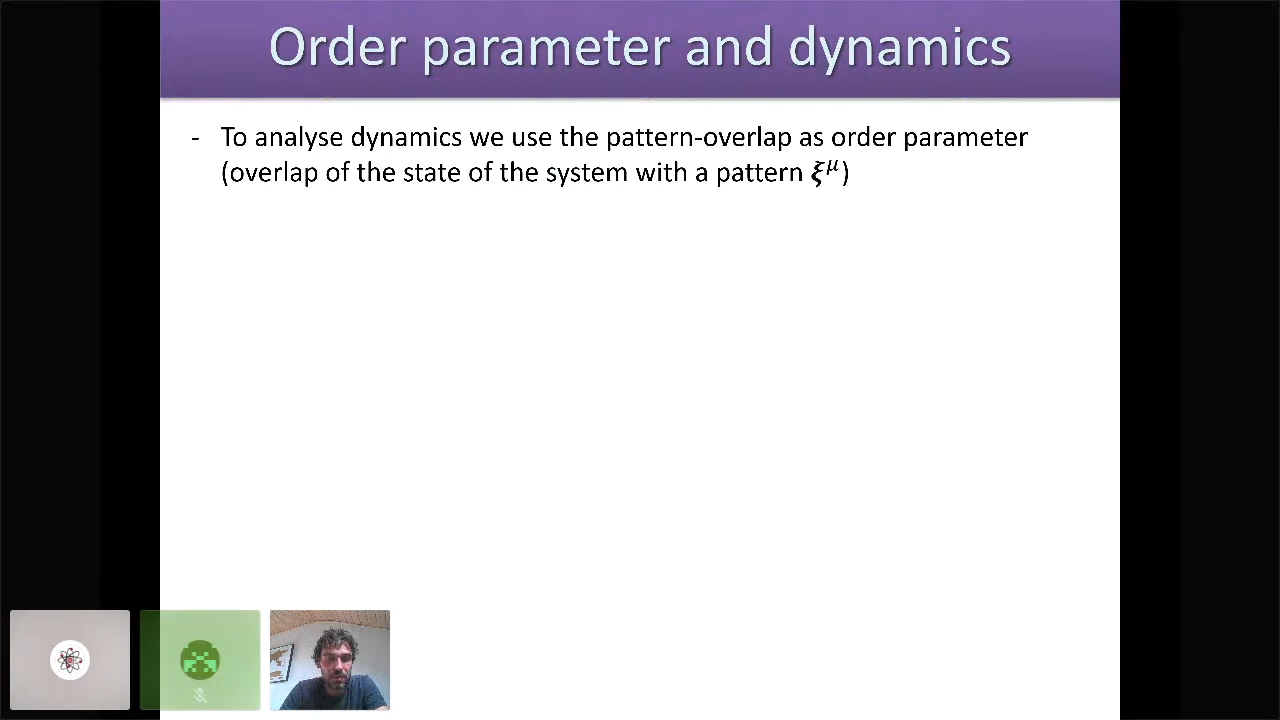 Order parameter and dynamics
- To analyse dynamics we use the pattern-overlap as order parameter
(overlap of the state of the system with a pattern ξ^μ)